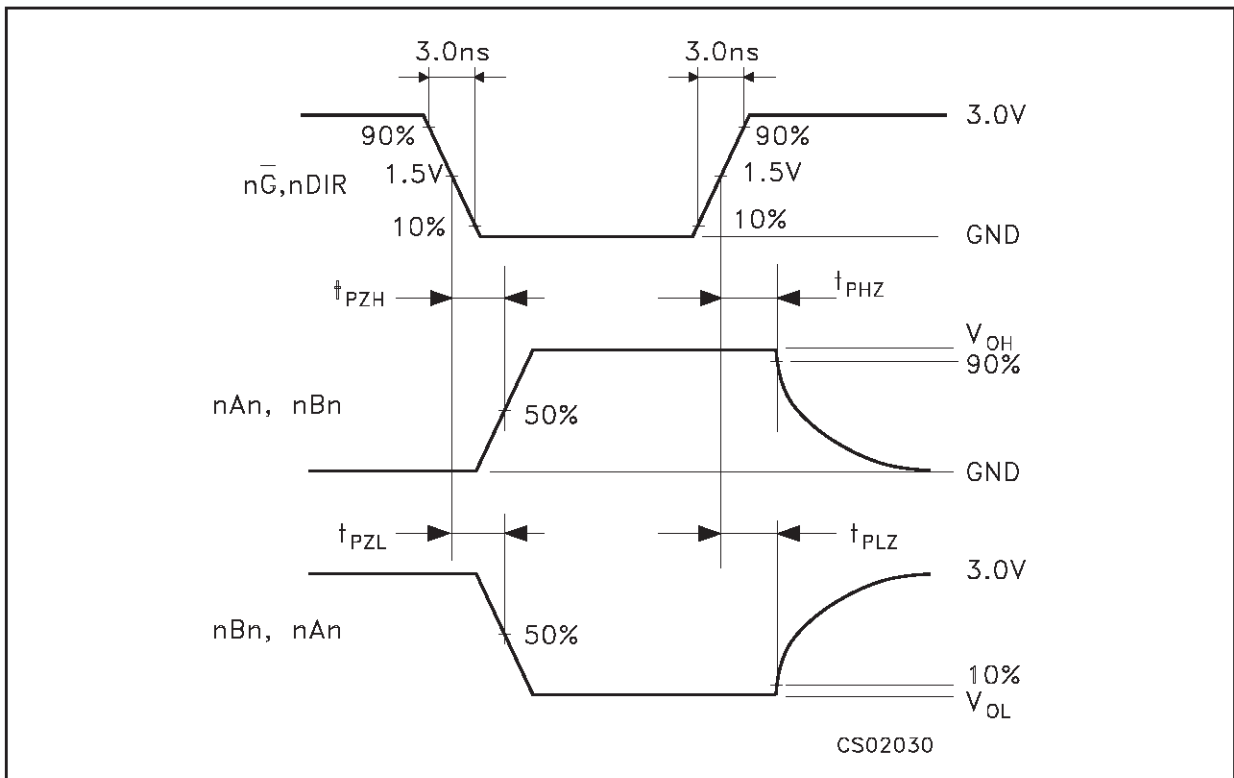 3.0ns 3.0ns
3.0V
90% 90%
nG̅,nDIR 1.5V 1.5V
10% 10%
GND
tPZH tPHZ
VOH
90%
nAn, nBn 50%
GND
tPZL tPLZ
3.0V
nBn, nAn 50%
10%
VOL
CS02030